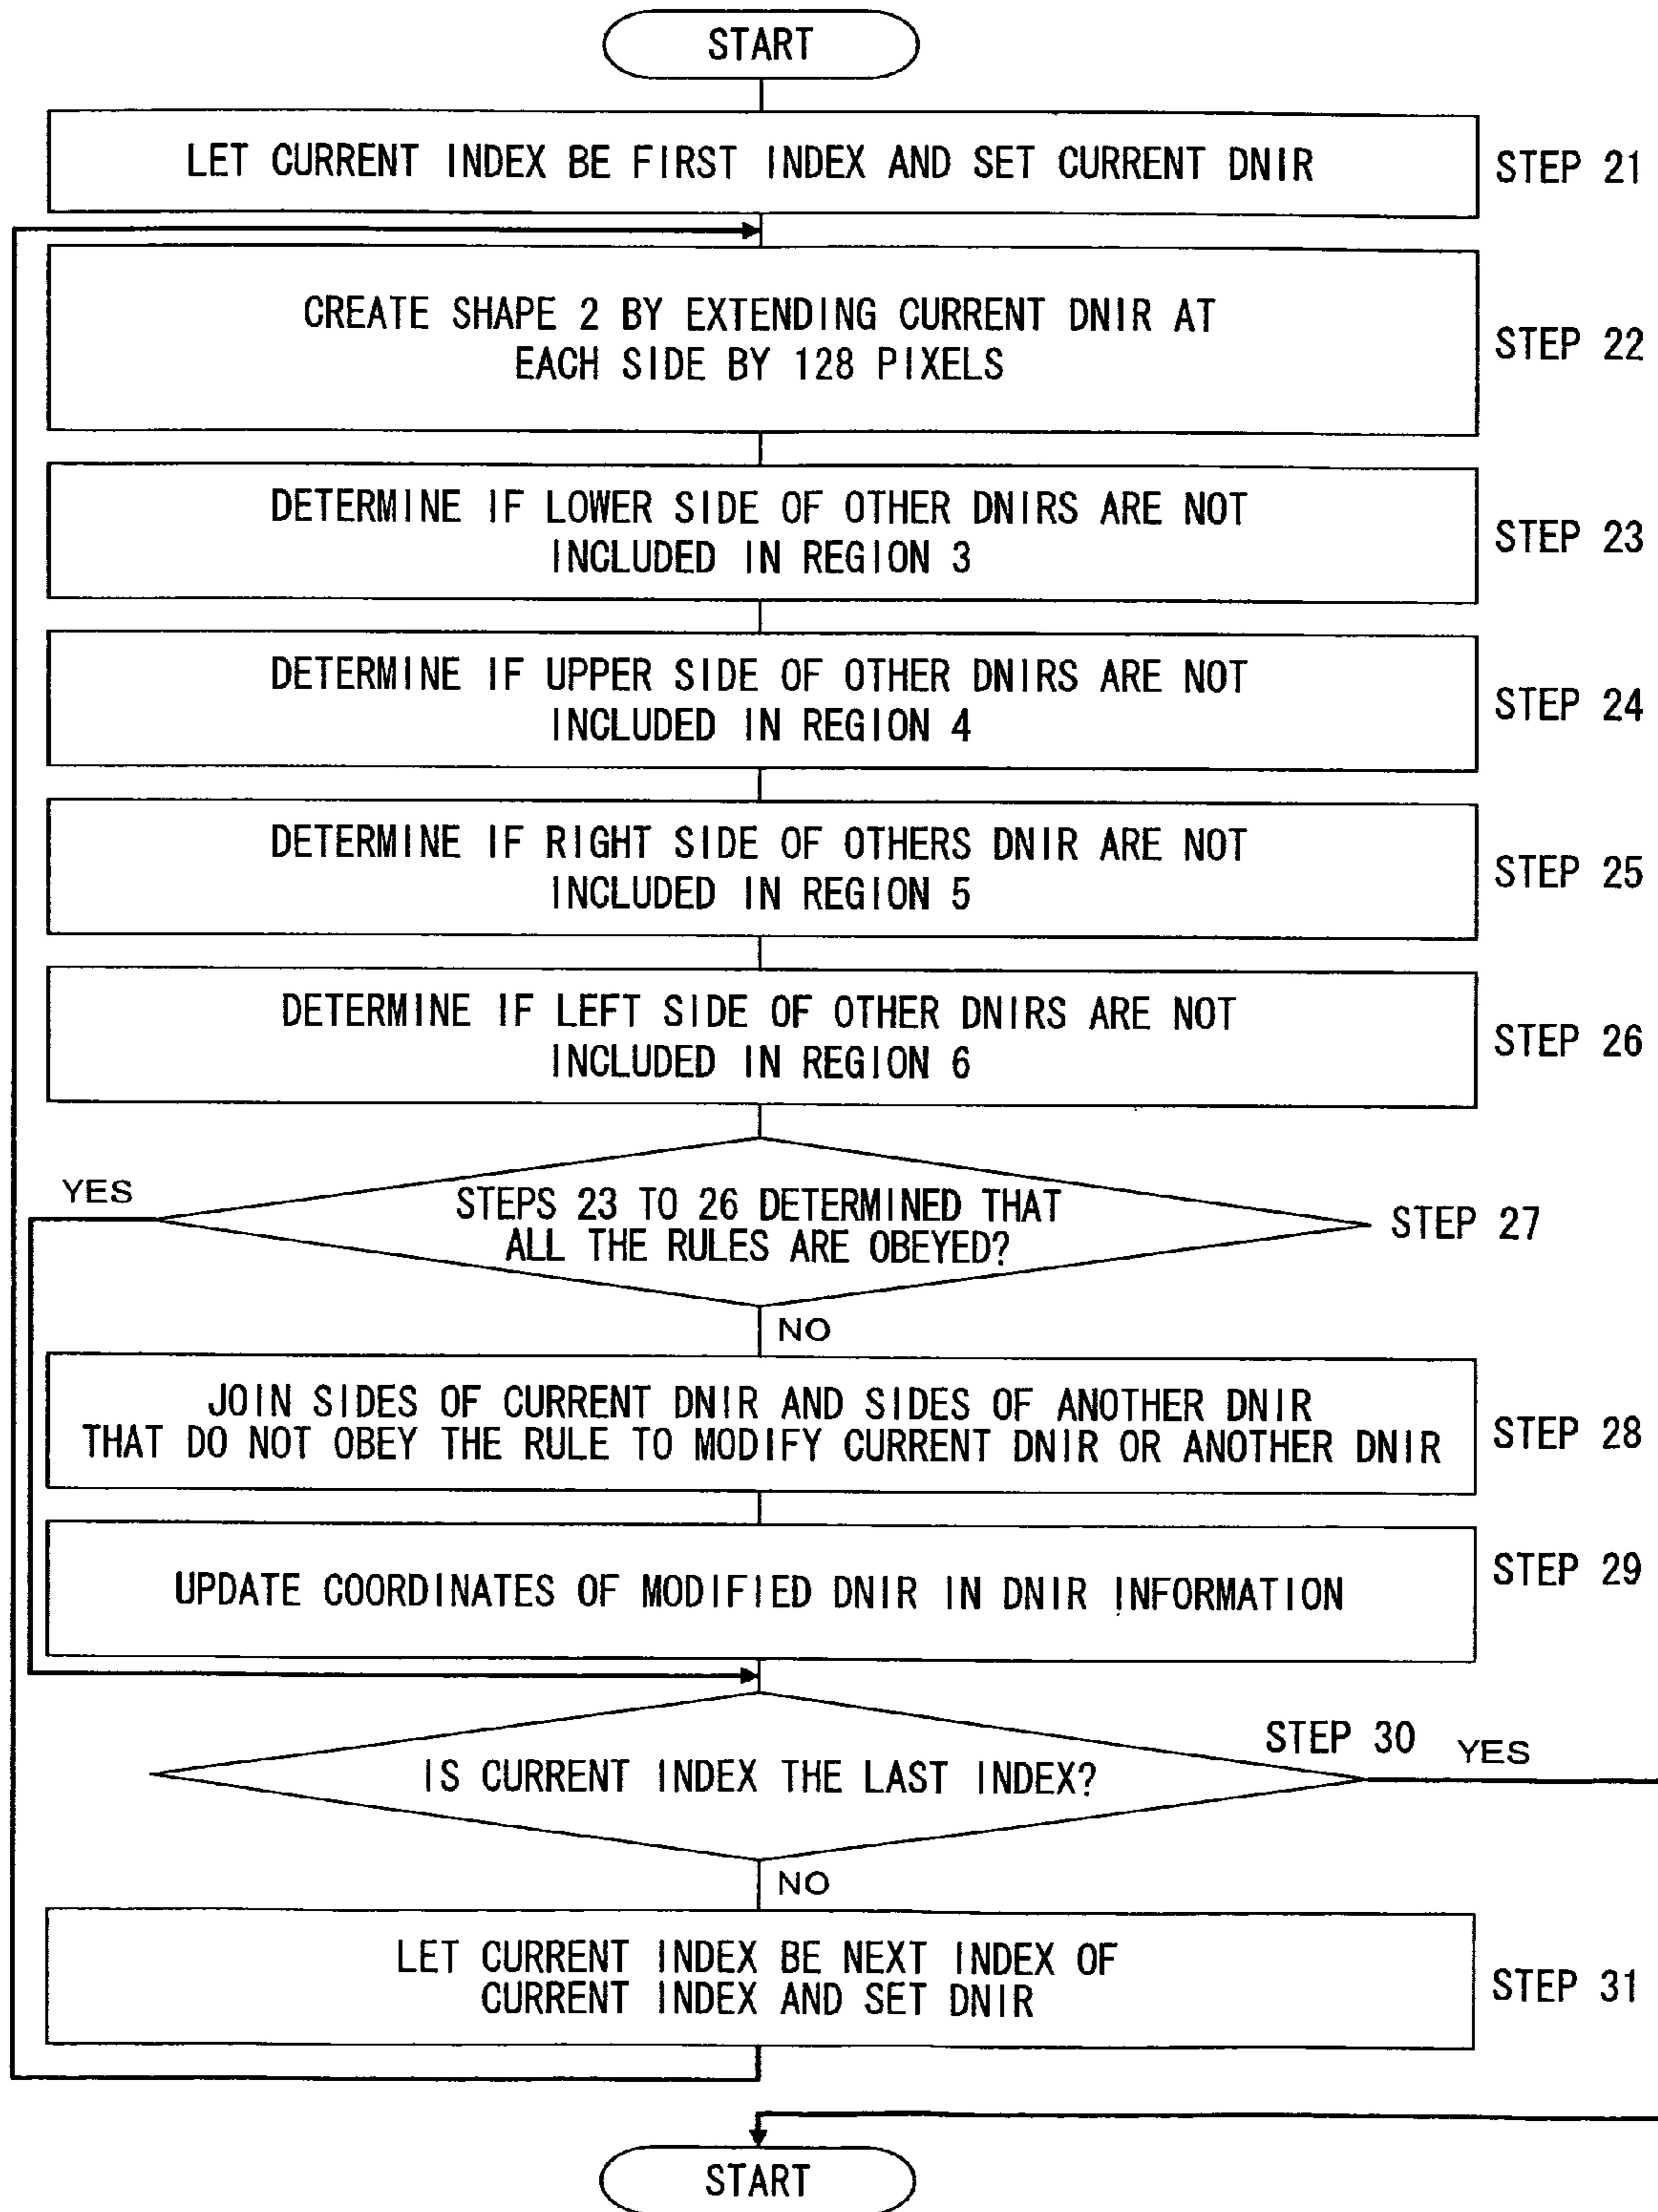 START
LET CURRENT INDEX BE FIRST INDEX AND SET CURRENT DNIR
STEP 21
CREATE SHAPE 2 BY EXTENDING CURRENT DNIR AT
EACH SIDE BY 128 PIXELS
STEP 22
DETERMINE IF LOWER SIDE OF OTHER DNIRS ARE NOT
INCLUDED IN REGION 3
STEP 23
DETERMINE IF UPPER SIDE OF OTHER DNIRS ARE NOT
INCLUDED IN REGION 4
STEP 24
DETERMINE IF RIGHT SIDE OF OTHERS DNIR ARE NOT
INCLUDED IN REGION 5
STEP 25
DETERMINE IF LEFT SIDE OF OTHER DNIRS ARE NOT
INCLUDED IN REGION 6
STEP 26
YES
STEPS 23 TO 26 DETERMINED THAT
ALL THE RULES ARE OBEYED?
STEP 27
NO
JOIN SIDES OF CURRENT DNIR AND SIDES OF ANOTHER DNIR
THAT DO NOT OBEY THE RULE TO MODIFY CURRENT DNIR OR ANOTHER DNIR
STEP 28
UPDATE COORDINATES OF MODIFIED DNIR IN DNIR INFORMATION
STEP 29
IS CURRENT INDEX THE LAST INDEX?
STEP 30
YES
NO
LET CURRENT INDEX BE NEXT INDEX OF
CURRENT INDEX AND SET DNIR
STEP 31
START